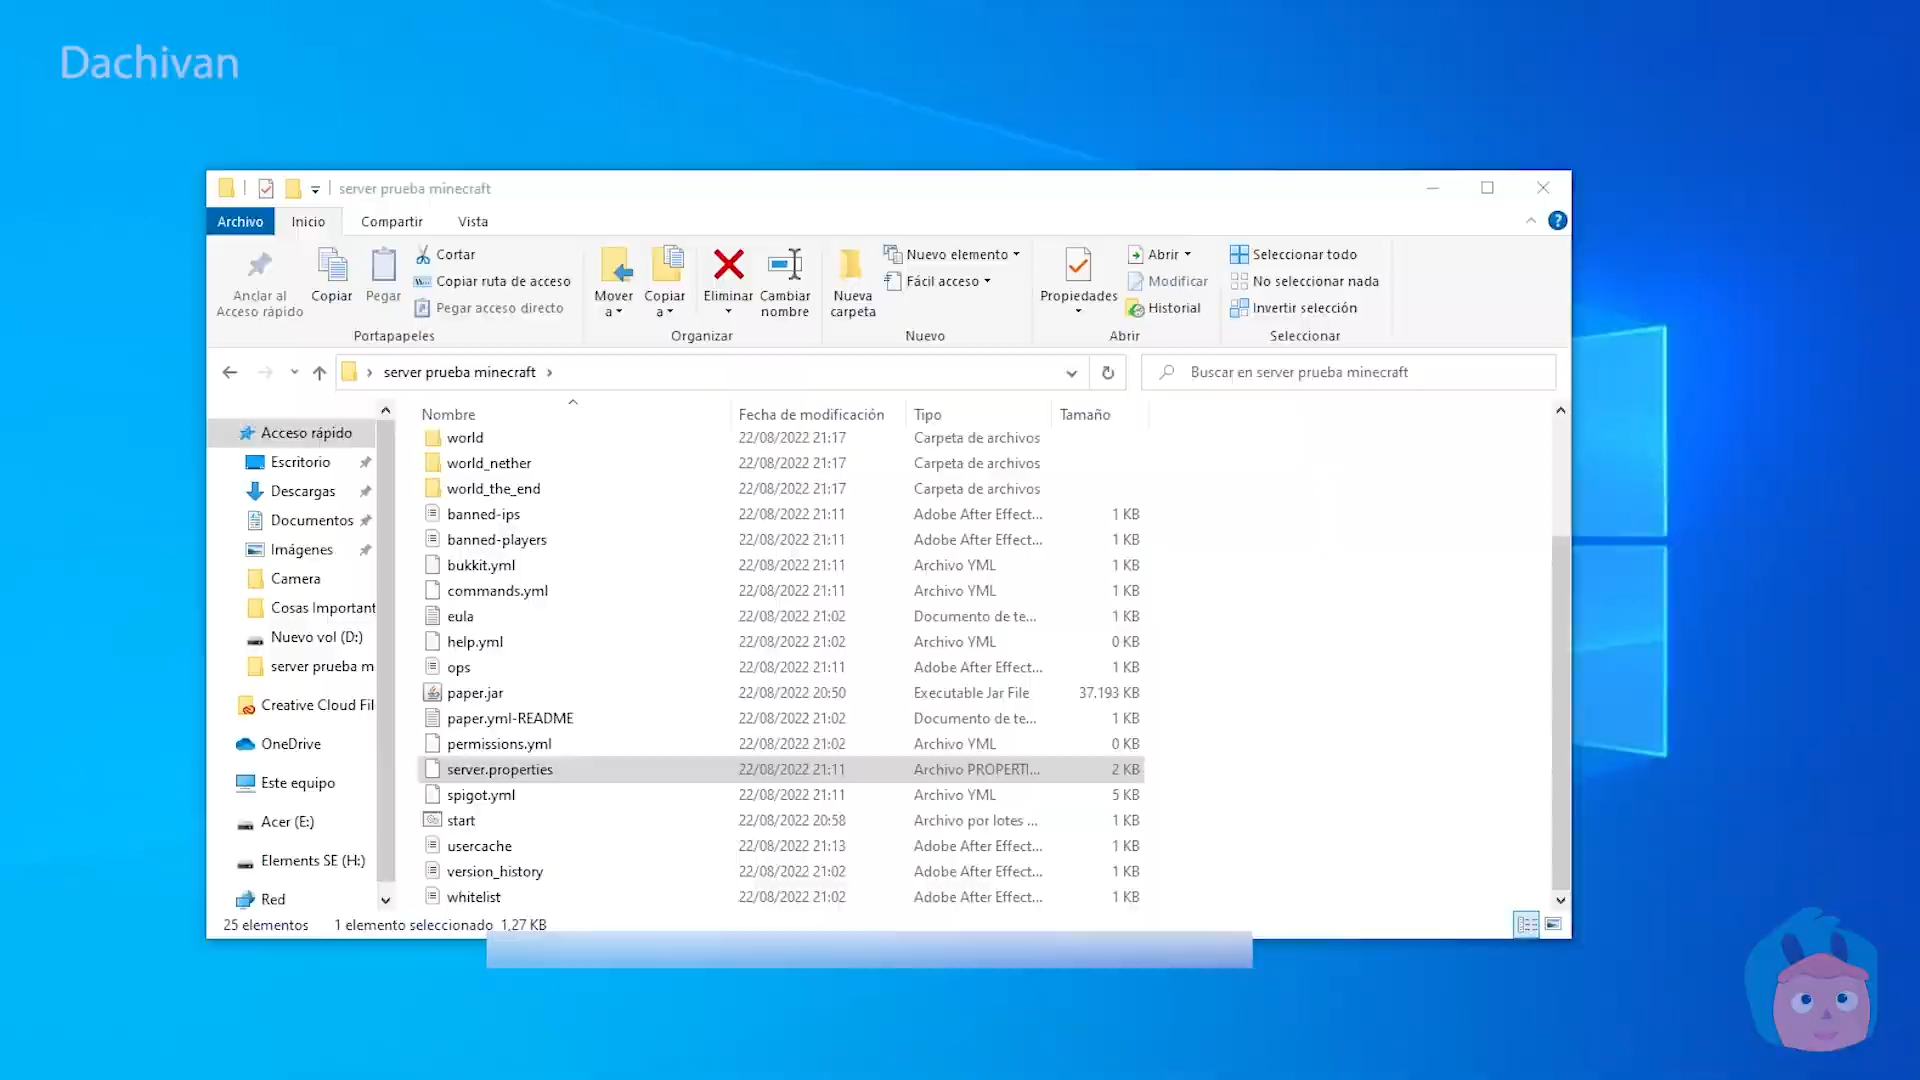 Dachivan
server prueba minecraft
Archivo Inicio Compartir Vista
Anclar al Acceso rápido
Copiar
Pegar
Cortar
Copiar ruta de acceso
Pegar acceso directo
Portapapeles
Mover a
Copiar a
Eliminar
Cambiar nombre
Organizar
Nueva carpeta
Nuevo elemento
Fácil acceso
Nuevo
Propiedades
Abrir
Modificar
Historial
Abrir
Seleccionar todo
No seleccionar nada
Invertir selección
Seleccionar
server prueba minecraft
Buscar en server prueba minecraft
Acceso rápido
Escritorio
Descargas
Documentos
Imágenes
Camera
Cosas Important
Nuevo vol (D:)
server prueba m
Creative Cloud Fil
OneDrive
Este equipo
Acer (E:)
Elements SE (H:)
Red
Nombre Fecha de modificación Tipo Tamaño
world 22/08/2022 21:17 Carpeta de archivos
world_nether 22/08/2022 21:17 Carpeta de archivos
world_the_end 22/08/2022 21:17 Carpeta de archivos
banned-ips 22/08/2022 21:11 Adobe After Effect... 1 KB
banned-players 22/08/2022 21:11 Adobe After Effect... 1 KB
bukkit.yml 22/08/2022 21:11 Archivo YML 1 KB
commands.yml 22/08/2022 21:11 Archivo YML 1 KB
eula 22/08/2022 21:02 Documento de te... 1 KB
help.yml 22/08/2022 21:02 Archivo YML 0 KB
ops 22/08/2022 21:11 Adobe After Effect... 1 KB
paper.jar 22/08/2022 20:50 Executable Jar File 37.193 KB
paper.yml-README 22/08/2022 21:02 Documento de te... 1 KB
permissions.yml 22/08/2022 21:02 Archivo YML 0 KB
server.properties 22/08/2022 21:11 Archivo PROPERTI... 2 KB
spigot.yml 22/08/2022 21:11 Archivo YML 5 KB
start 22/08/2022 20:58 Archivo por lotes ... 1 KB
usercache 22/08/2022 21:13 Adobe After Effect... 1 KB
version_history 22/08/2022 21:02 Adobe After Effect... 1 KB
whitelist 22/08/2022 21:02 Adobe After Effect... 1 KB
25 elementos 1 elemento seleccionado 1,27 KB